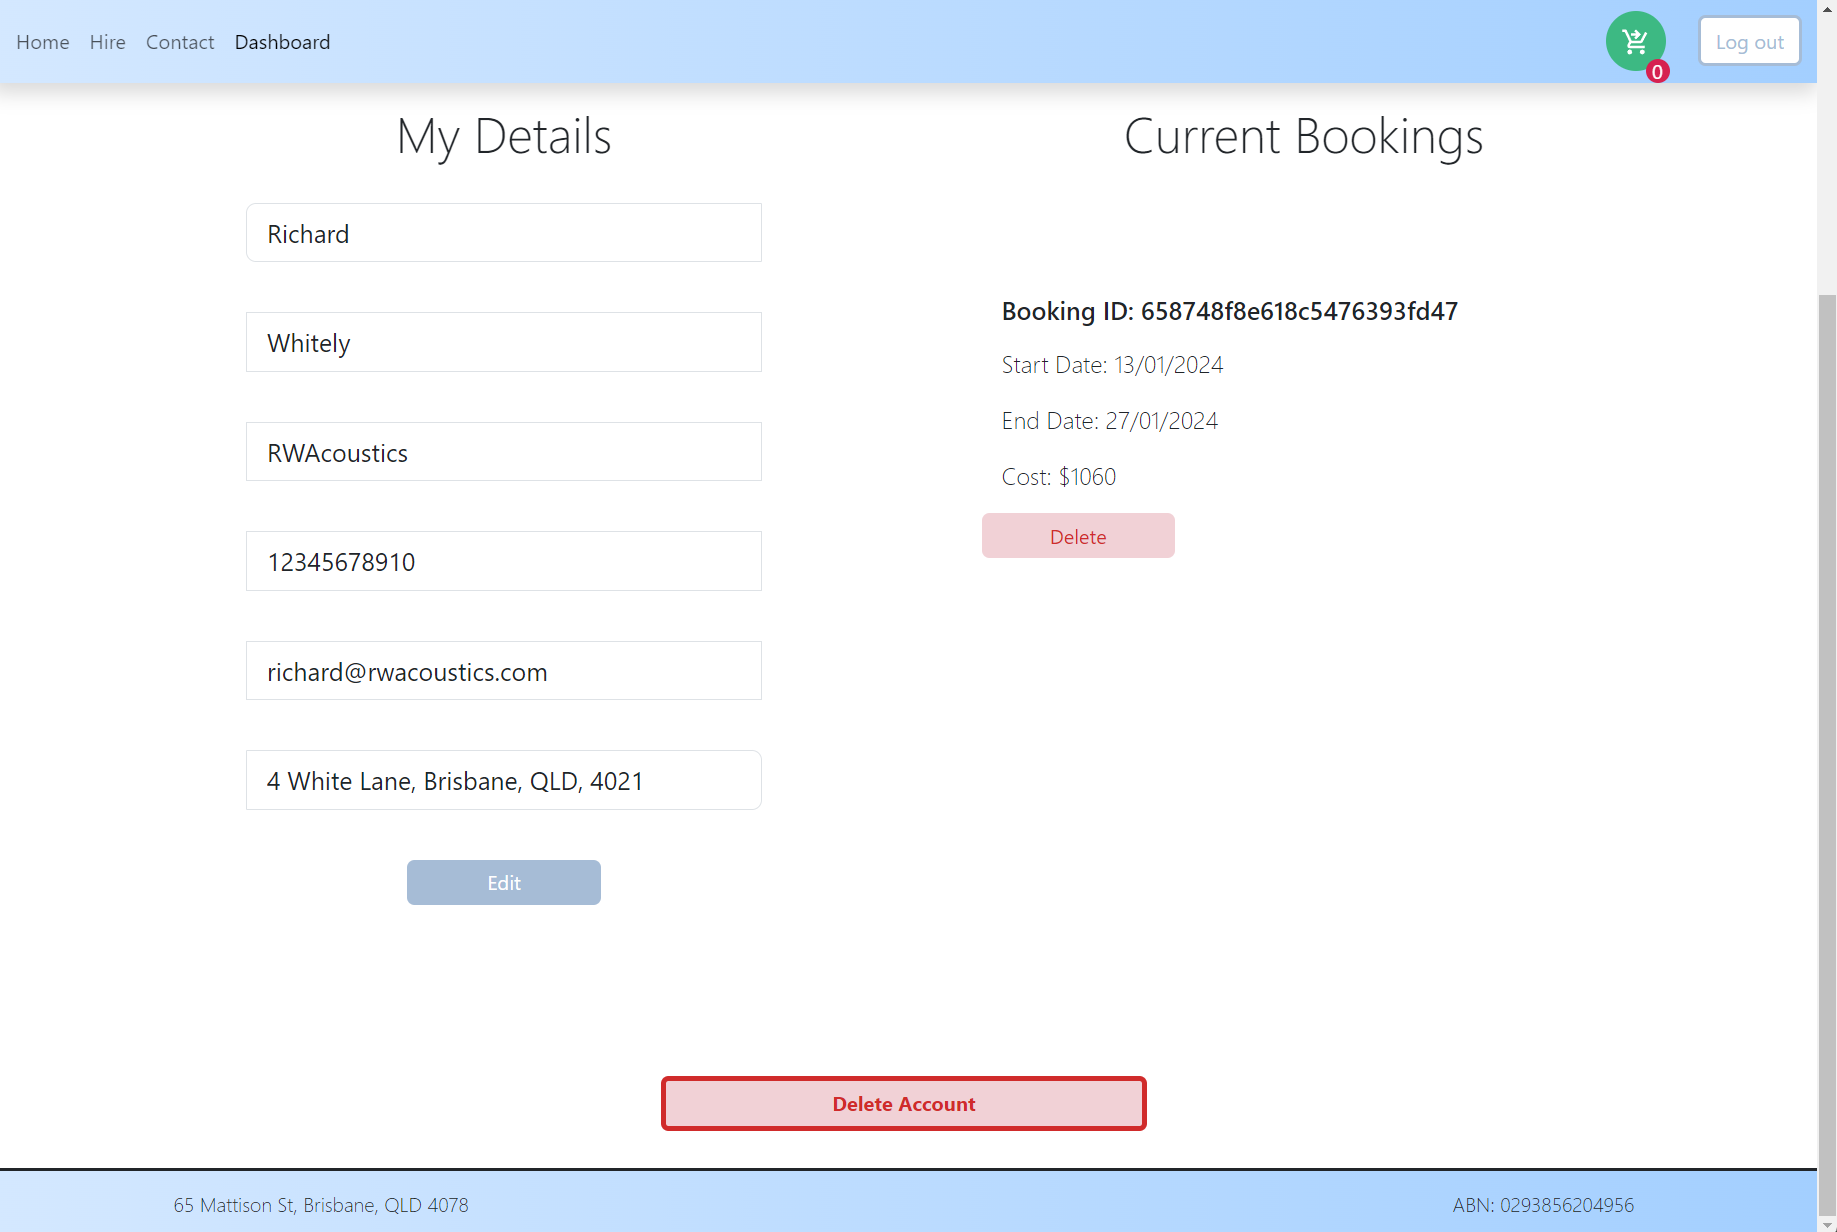 Home Hire Contact Dashboard
0
Log out
My Details
Richard
Whitely
RWAcoustics
12345678910
richard@rwacoustics.com
4 White Lane, Brisbane, QLD, 4021
Edit
Current Bookings
Booking ID: 658748f8e618c5476393fd47
Start Date: 13/01/2024
End Date: 27/01/2024
Cost: $1060
Delete
Delete Account
65 Mattison St, Brisbane, QLD 4078
ABN: 0293856204956